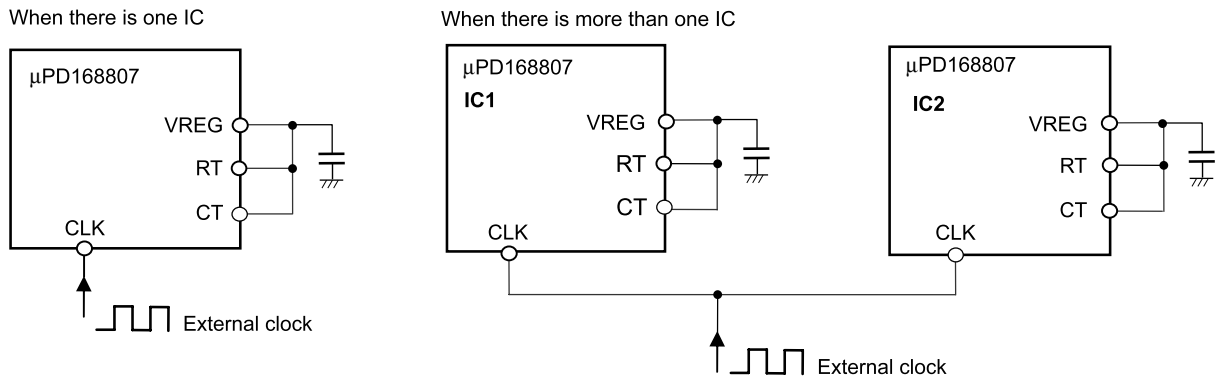 When there is one IC
μPD168807
VREG
RT
CT
CLK
External clock
When there is more than one IC
μPD168807
IC1
VREG
RT
CT
CLK
μPD168807
IC2
VREG
RT
CT
CLK
External clock